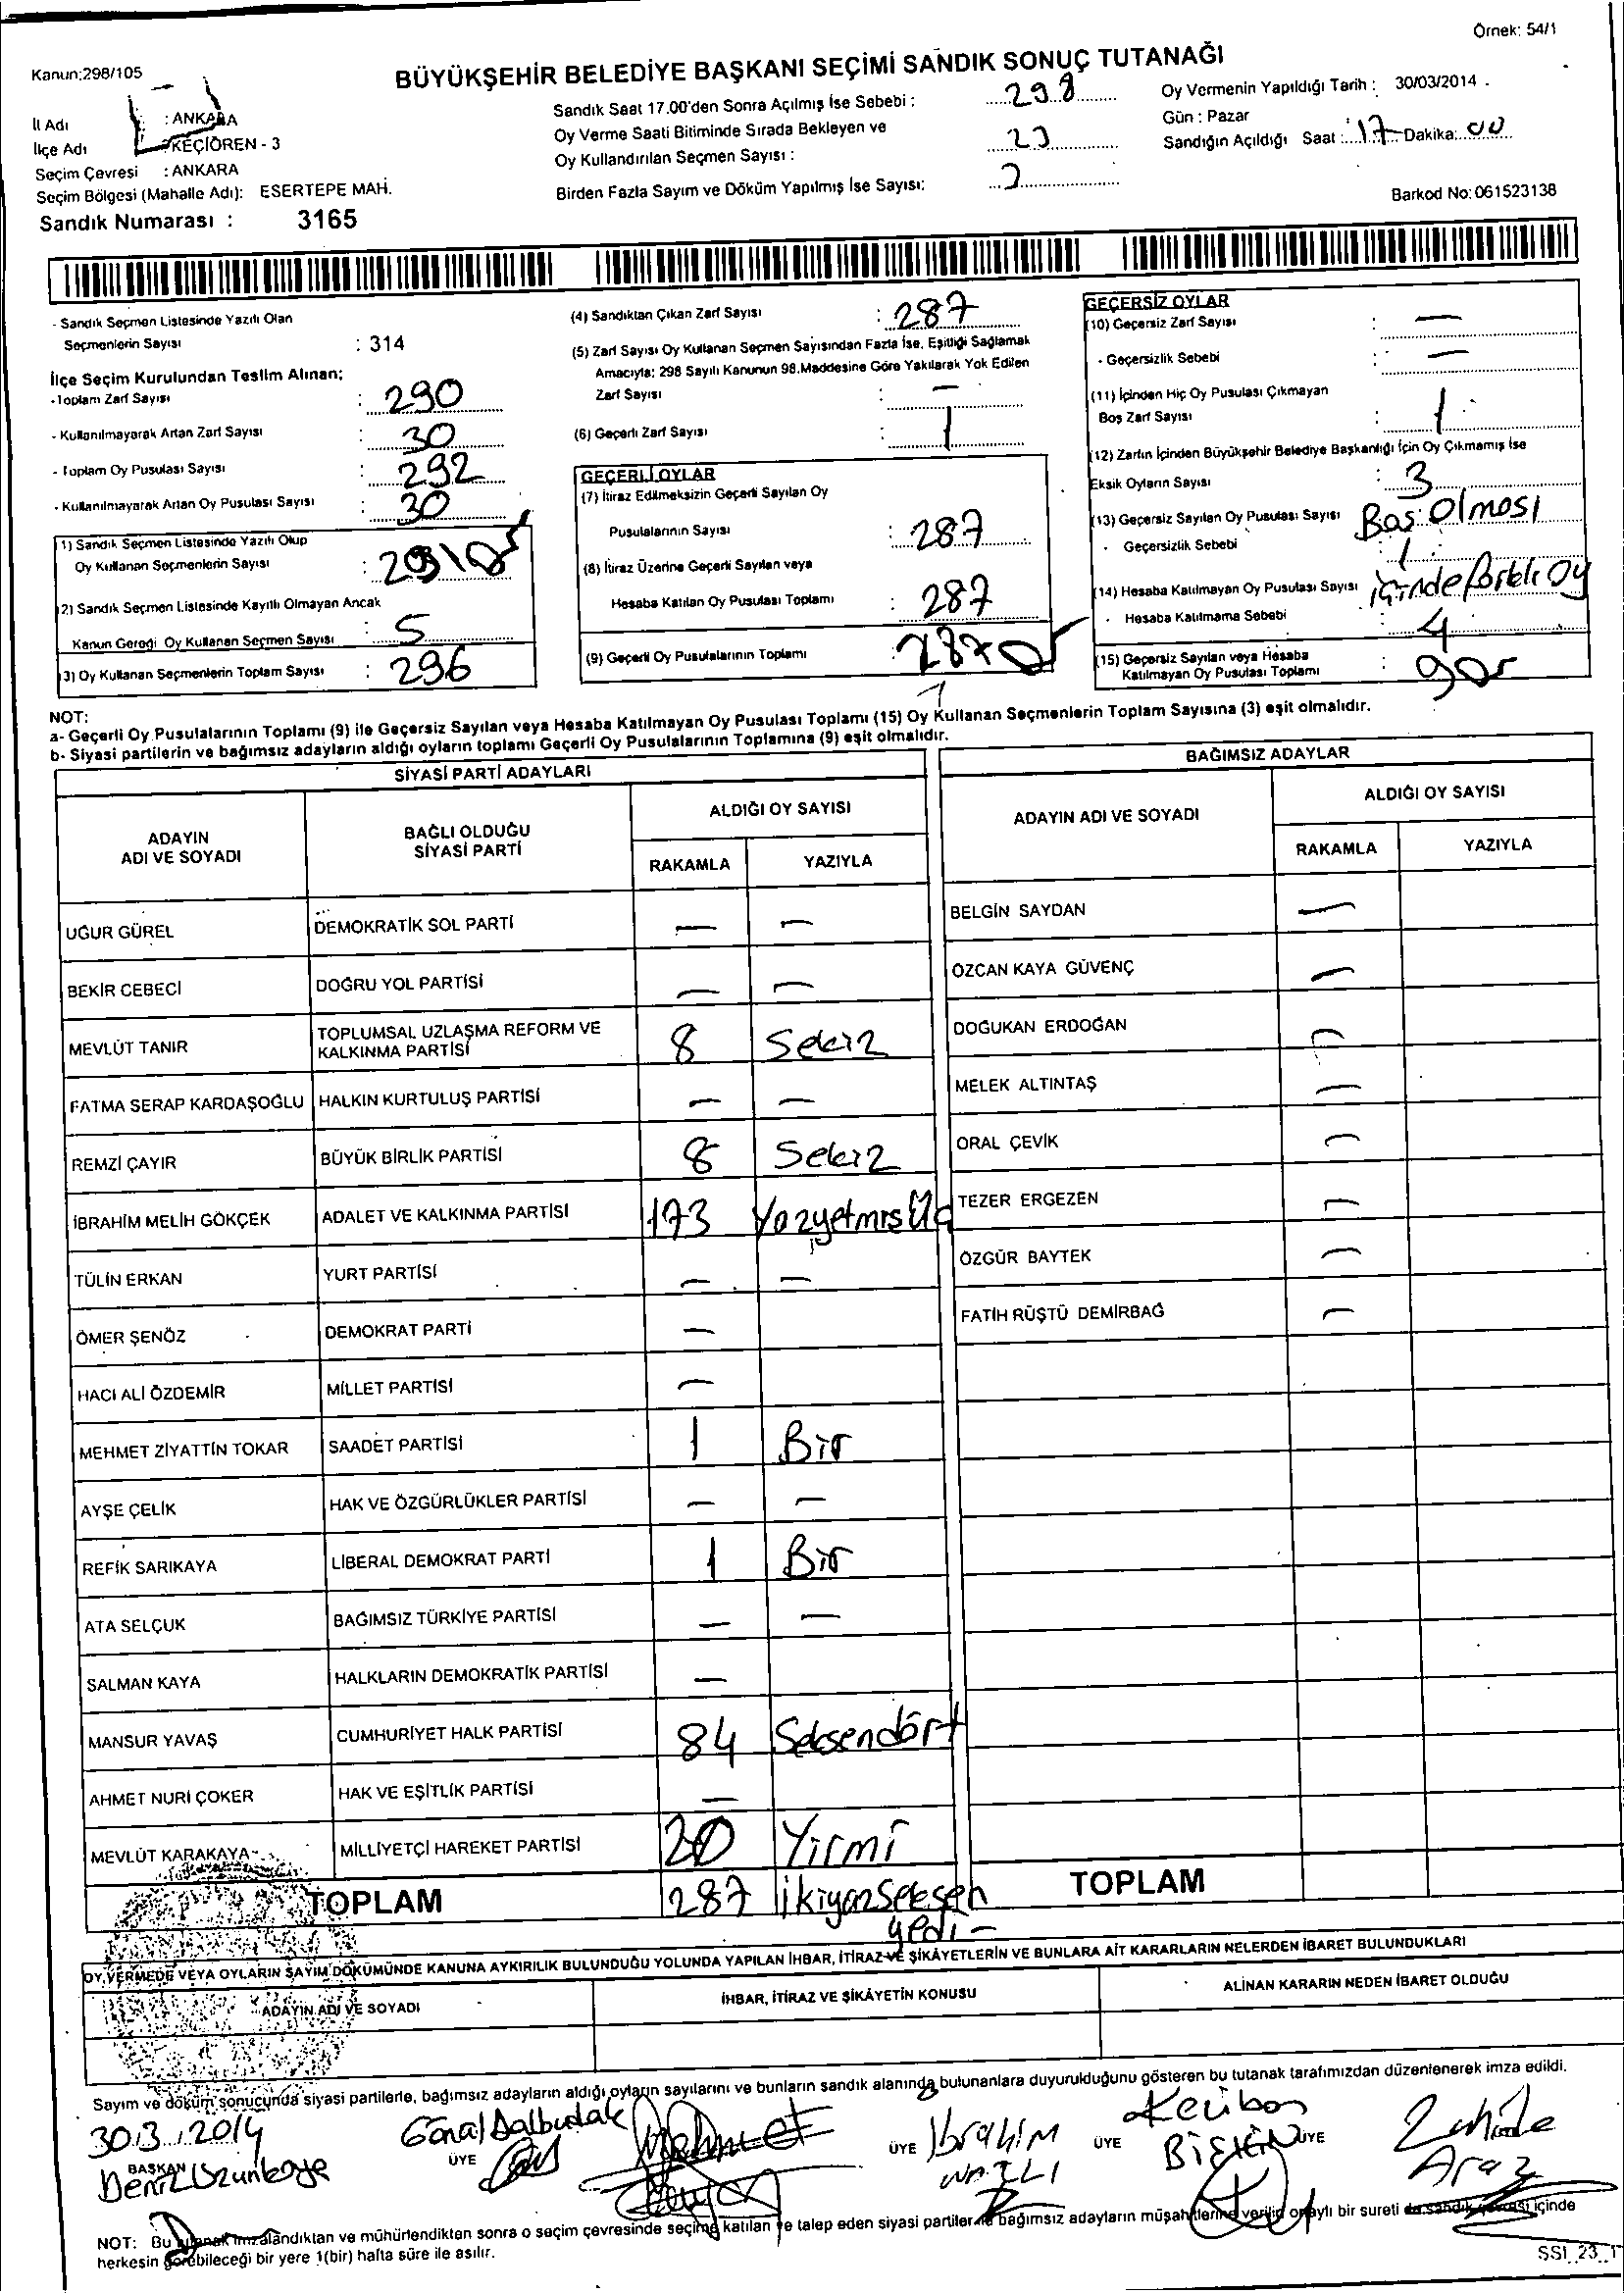 Örnek: 54/1
Kanun:298/105
BÜYÜKŞEHİR BELEDİYE BAŞKANI SEÇİMİ SANDIK SONUÇ TUTANAĞI
İl Adı : ANKARA
İlçe Adı : KEÇİÖREN - 3
Seçim Çevresi : ANKARA
Seçim Bölgesi (Mahalle Adı): ESERTEPE MAH.
Sandık Numarası : 3165
Sandık Saat 17.00'den Sonra Açılmış İse Sebebi : 298
Oy Verme Saati Bitiminde Sırada Bekleyen ve
Oy Kullandırılan Seçmen Sayısı :
Birden Fazla Sayım ve Döküm Yapılmış İse Sayısı:
Oy Vermenin Yapıldığı Tarih : 30/03/2014
Gün : Pazar
Sandığın Açıldığı Saat : 17 Dakika: 00
Barkod No: 061523138
- Sandık Seçmen Listesinde Yazılı Olan
Seçmenlerin Sayısı : 314
İlçe Seçim Kurulundan Teslim Alınan:
- Toplam Zarf Sayısı : 290
- Kullanılmayarak Artan Zarf Sayısı : 30
- Toplam Oy Pusulası Sayısı : 292
- Kullanılmayarak Artan Oy Pusulası Sayısı : 30
1) Sandık Seçmen Listesinde Yazılı Olup
Oy Kullanan Seçmenlerin Sayısı :
(2) Sandık Seçmen Listesinde Kayıtlı Olmayan Ancak
Kanun Gereği Oy Kullanan Seçmen Sayısı : 5
(3) Oy Kullanan Seçmenlerin Toplam Sayısı : 296
(4) Sandıktan Çıkan Zarf Sayısı : 287
(5) Zarf Sayısı Oy Kullanan Seçmen Sayısından Fazla İse, Eşitliği Sağlamak
Amacıyla; 298 Sayılı Kanunun 98.Maddesine Göre Yakılarak Yok Edilen
Zarf Sayısı : —
(6) Geçerli Zarf Sayısı :
GEÇERLİ OYLAR
(7) İtiraz Edilmeksizin Geçerli Sayılan Oy
Pusulalarının Sayısı : 287
(8) İtiraz Üzerine Geçerli Sayılan veya
Hesaba Katılan Oy Pusulası Toplamı : 287
(9) Geçerli Oy Pusulalarının Toplamı : 287
GEÇERSİZ OYLAR
(10) Geçersiz Zarf Sayısı : —
- Geçersizlik Sebebi : —
(11) İçinden Hiç Oy Pusulası Çıkmayan
Boş Zarf Sayısı : 1
(12) Zarfın İçinden Büyükşehir Belediye Başkanlığı İçin Oy Çıkmamış İse
Eksik Oyların Sayısı : 3
(13) Geçersiz Sayılan Oy Pusulası Sayısı Boş Olması
- Geçersizlik Sebebi : 1
(14) Hesaba Katılmayan Oy Pusulası Sayısı içinde farklı oy
- Hesaba Katılmama Sebebi : 4
(15) Geçersiz Sayılan veya Hesaba
Katılmayan Oy Pusulası Toplamı : 9
NOT:
a- Geçerli Oy Pusulalarının Toplamı (9) ile Geçersiz Sayılan veya Hesaba Katılmayan Oy Pusulası Toplamı (15) Oy Kullanan Seçmenlerin Toplam Sayısına (3) eşit olmalıdır.
b- Siyasi partilerin ve bağımsız adayların aldığı oyların toplamı Geçerli Oy Pusulalarının Toplamına (9) eşit olmalıdır.
SİYASİ PARTİ ADAYLARI
ADAYIN ADI VE SOYADI BAĞLI OLDUĞU SİYASİ PARTİ ALDIĞI OY SAYISI
RAKAMLA YAZIYLA
UĞUR GÜREL DEMOKRATİK SOL PARTİ — —
BEKİR CEBECİ DOĞRU YOL PARTİSİ — —
MEVLÜT TANIR TOPLUMSAL UZLAŞMA REFORM VE KALKINMA PARTİSİ 8 Sekiz
FATMA SERAP KARDAŞOĞLU HALKIN KURTULUŞ PARTİSİ — —
REMZİ ÇAYIR BÜYÜK BİRLİK PARTİSİ 8 Sekiz
İBRAHİM MELİH GÖKÇEK ADALET VE KALKINMA PARTİSİ 173 Yüzyetmiş Üç
TÜLİN ERKAN YURT PARTİSİ — —
ÖMER ŞENÖZ DEMOKRAT PARTİ —
HACI ALİ ÖZDEMİR MİLLET PARTİSİ —
MEHMET ZİYATTİN TOKAR SAADET PARTİSİ 1 Bir
AYŞE ÇELİK HAK VE ÖZGÜRLÜKLER PARTİSİ — —
REFİK SARIKAYA LİBERAL DEMOKRAT PARTİ 1 Bir
ATA SELÇUK BAĞIMSIZ TÜRKİYE PARTİSİ — —
SALMAN KAYA HALKLARIN DEMOKRATİK PARTİSİ —
MANSUR YAVAŞ CUMHURİYET HALK PARTİSİ 84 Seksendört
AHMET NURİ ÇOKER HAK VE EŞİTLİK PARTİSİ —
MEVLÜT KARAKAYA MİLLİYETÇİ HAREKET PARTİSİ 20 Yirmi
TOPLAM 287 ikiyüzseksen
yedi -
BAĞIMSIZ ADAYLAR
ADAYIN ADI VE SOYADI ALDIĞI OY SAYISI
RAKAMLA YAZIYLA
BELGİN SAYDAN —
ÖZCAN KAYA GÜVENÇ —
DOĞUKAN ERDOĞAN —
MELEK ALTINTAŞ —
ORAL ÇEVİK —
TEZER ERGEZEN —
ÖZGÜR BAYTEK —
FATİH RÜŞTÜ DEMİRBAĞ —
TOPLAM
OY VERMEDE VEYA OYLARIN SAYIM DÖKÜMÜNDE KANUNA AYKIRILIK BULUNDUĞU YOLUNDA YAPILAN İHBAR, İTİRAZ VE ŞİKÂYETLERİN VE BUNLARA AİT KARARLARIN NELERDEN İBARET BULUNDUKLARI
ADAYIN ADI VE SOYADI İHBAR, İTİRAZ VE ŞİKÂYETİN KONUSU ALINAN KARARIN NEDEN İBARET OLDUĞU
Sayım ve döküm sonucunda siyasi partilerle, bağımsız adayların aldığı oyların sayılarını ve bunların sandık alanında bulunanlara duyurulduğunu gösteren bu tutanak tarafımızdan düzenlenerek imza edildi.
30.3.2014
BAŞKAN ÜYE Mehmet ÜYE İbrahim ÜYE ÜYE
Deniz Araz
NOT: Bu tutanak imzalandıktan ve mühürlendikten sonra o seçim çevresinde seçime katılan ve talep eden siyasi partiler ile bağımsız adayların müşahitlerine verilir onaylı bir sureti da sandık çevresi içinde
herkesin görebileceği bir yere 1(bir) hafta süre ile asılır.
SSI_23_1